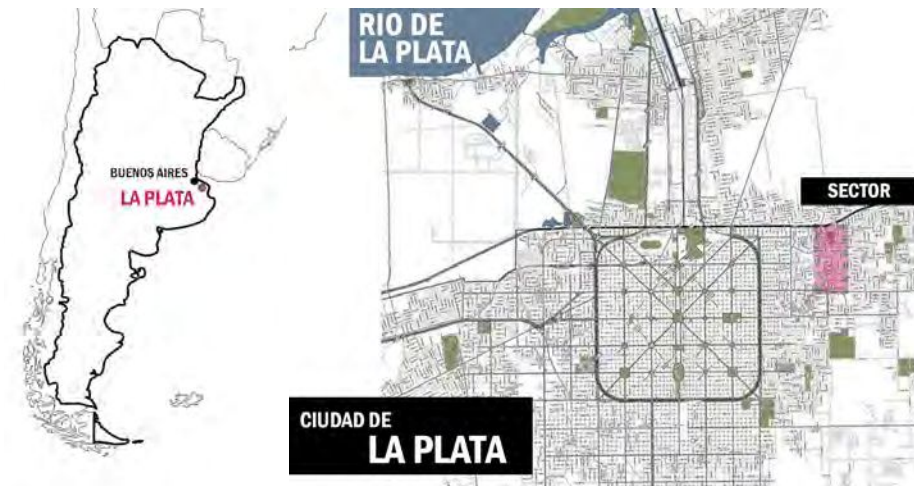 BUENOS AIRES
LA PLATA
RIO DE
LA PLATA
SECTOR
CIUDAD DE
LA PLATA